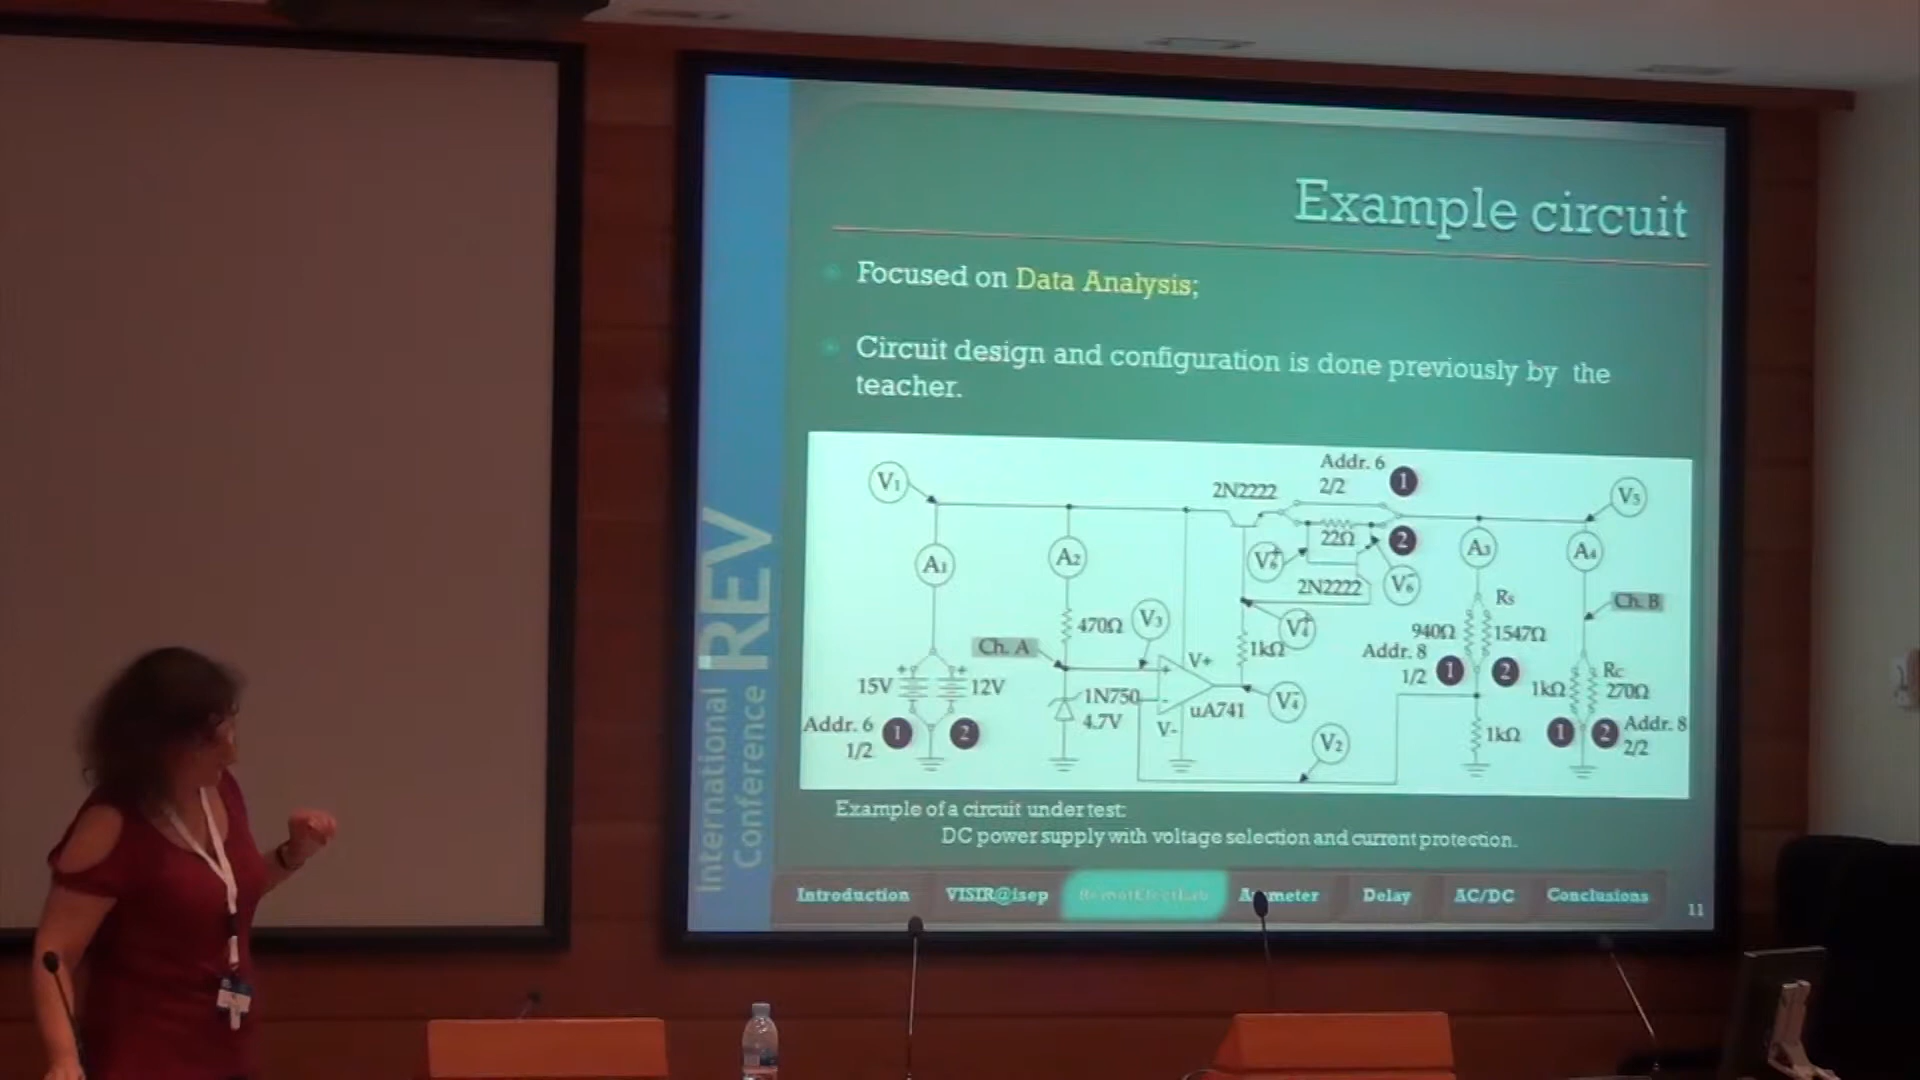 International
Conference
REV
Example circuit
Focused on Data Analysis;
Circuit design and configuration is done previously by the
teacher.
V1
A1
15V
12V
Addr. 6
1/2
1
2
A2
470Ω
Ch. A
V3
1N750
4.7V
V+
V-
uA741
2N2222
Addr. 6
2/2
1
22Ω
2
V6+
2N2222
V6-
V4+
1kΩ
V4-
V2
V5
A3
A4
Rs
940Ω
1547Ω
Addr. 8
1/2
1
2
1kΩ
Ch. B
Rc
1kΩ
270Ω
1
2
Addr. 8
2/2
Example of a circuit under test:
DC power supply with voltage selection and current protection.
Introduction VISIR@isep RemotElectLab Delay AC/DC Conclusions
11